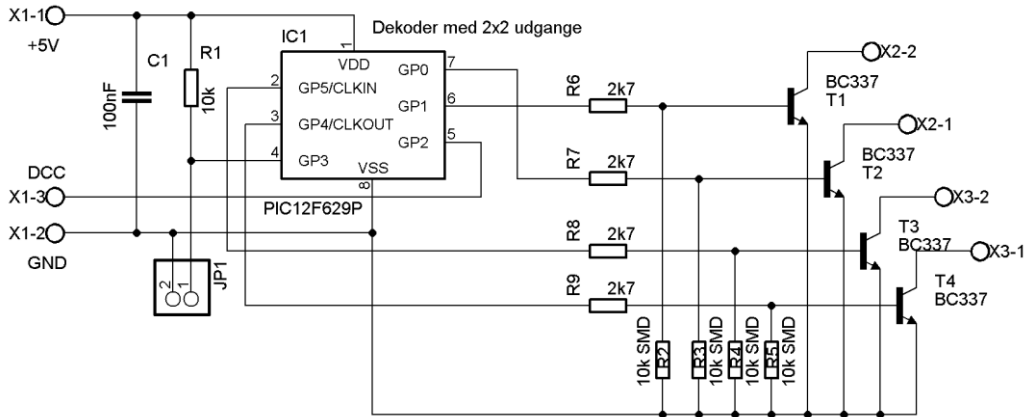 X1-1
+5V
C1
100nF
R1
10k
IC1
Dekoder med 2x2 udgange
1
VDD
2
GP5/CLKIN
3
GP4/CLKOUT
4
GP3
GP0
7
GP1
6
GP2
5
VSS
8
PIC12F629P
DCC
X1-3
X1-2
GND
2
1
JP1
R6
2k7
R7
2k7
R8
2k7
R9
2k7
R2
10k SMD
R3
10k SMD
R4
10k SMD
R5
10k SMD
X2-2
BC337
T1
X2-1
BC337
T2
X3-2
T3
BC337
X3-1
T4
BC337